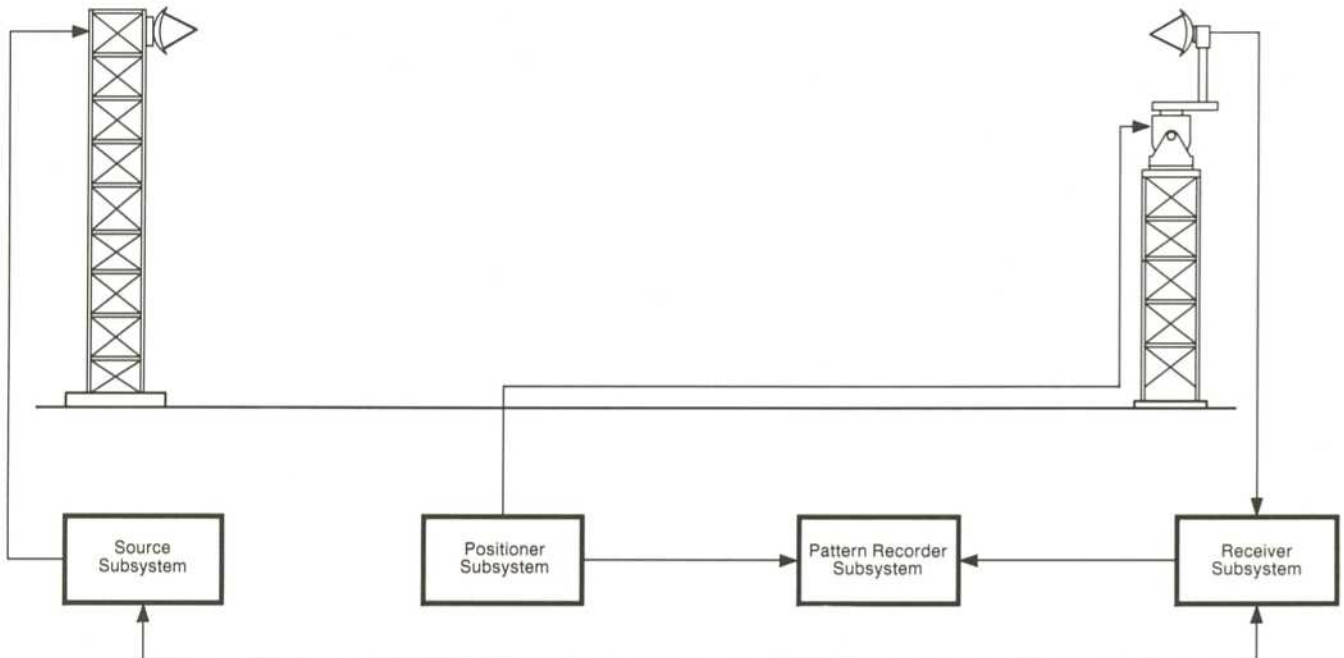 Source
Subsystem
Positioner
Subsystem
Pattern Recorder
Subsystem
Receiver
Subsystem